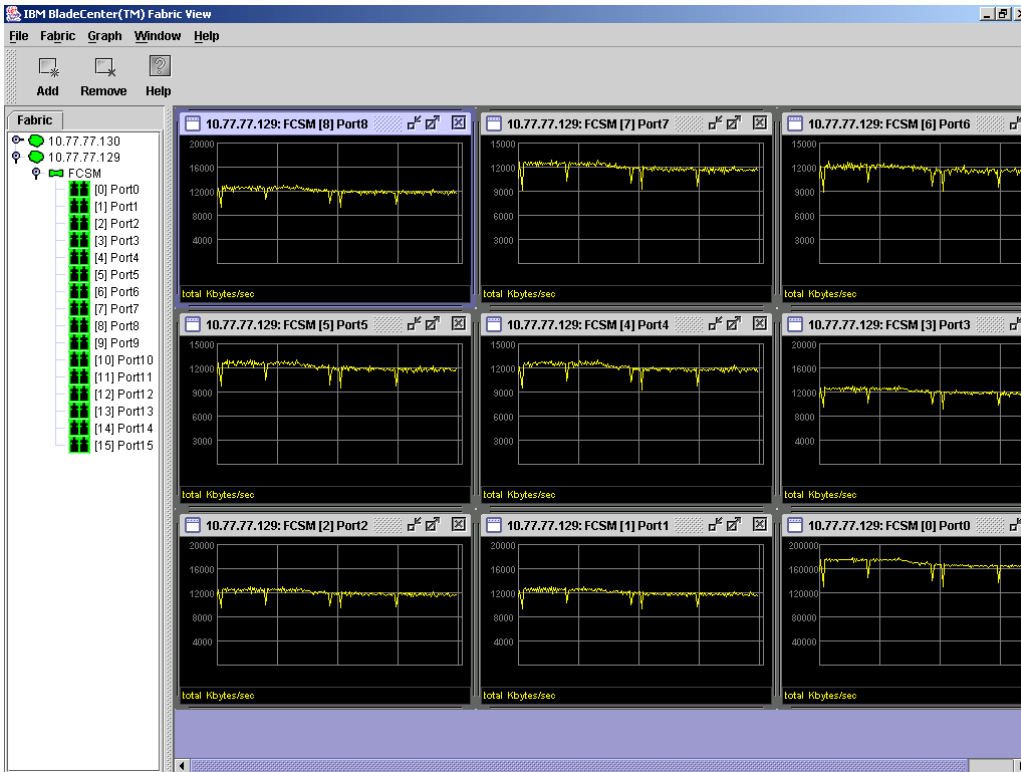 IBM BladeCenter(TM) Fabric View
File Fabric Graph Window Help
Add Remove Help
Fabric
10.77.77.130
10.77.77.129
FCSM
[0] Port0
[1] Port1
[2] Port2
[3] Port3
[4] Port4
[5] Port5
[6] Port6
[7] Port7
[8] Port8
[9] Port9
[10] Port10
[11] Port11
[12] Port12
[13] Port13
[14] Port14
[15] Port15
10.77.77.129: FCSM [8] Port8
20000
16000
12000
8000
4000
total Kbytes/sec
10.77.77.129: FCSM [7] Port7
15000
12000
9000
6000
3000
total Kbytes/sec
10.77.77.129: FCSM [6] Port6
15000
12000
9000
6000
3000
total Kbytes/sec
10.77.77.129: FCSM [5] Port5
15000
12000
9000
6000
3000
total Kbytes/sec
10.77.77.129: FCSM [4] Port4
15000
12000
9000
6000
3000
total Kbytes/sec
10.77.77.129: FCSM [3] Port3
20000
16000
12000
8000
4000
total Kbytes/sec
10.77.77.129: FCSM [2] Port2
20000
16000
12000
8000
4000
total Kbytes/sec
10.77.77.129: FCSM [1] Port1
20000
16000
12000
8000
4000
total Kbytes/sec
10.77.77.129: FCSM [0] Port0
200000
160000
120000
80000
40000
total Kbytes/sec